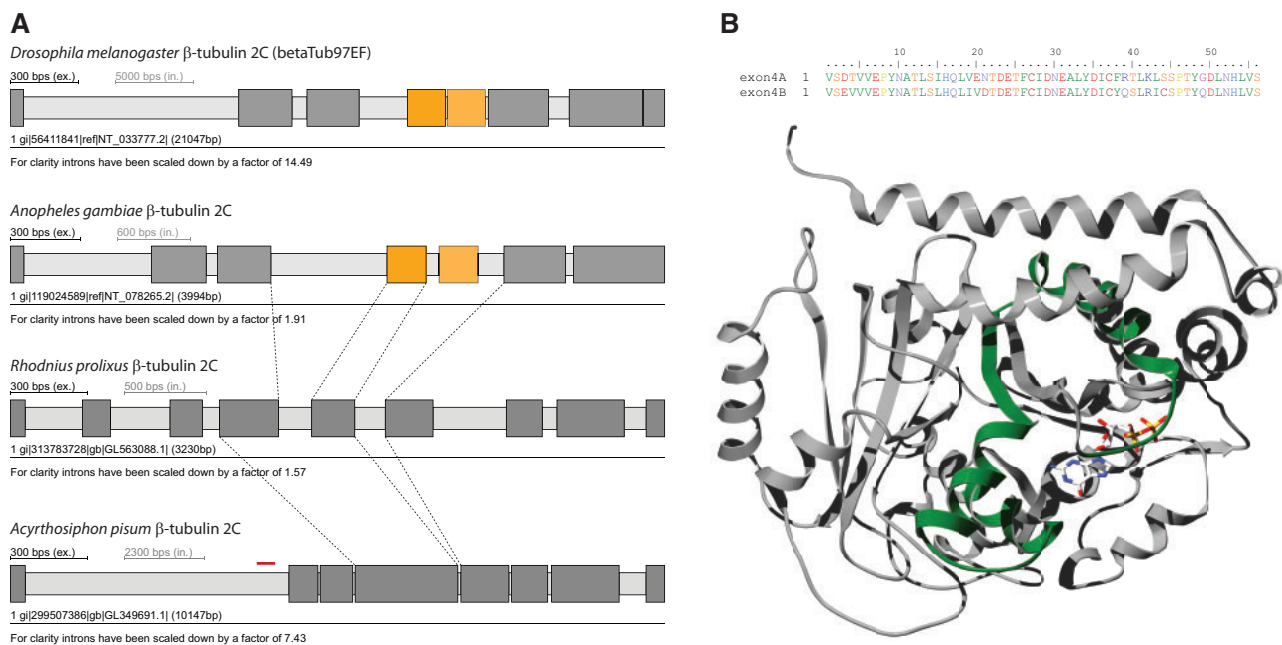 A
Drosophila melanogaster β-tubulin 2C (betaTub97EF)
300 bps (ex.) 5000 bps (in.)
1 gi|56411841|ref|NT_033777.2| (21047bp)
For clarity introns have been scaled down by a factor of 14.49
Anopheles gambiae β-tubulin 2C
300 bps (ex.) 600 bps (in.)
1 gi|119024589|ref|NT_078265.2| (3994bp)
For clarity introns have been scaled down by a factor of 1.91
Rhodnius prolixus β-tubulin 2C
300 bps (ex.) 500 bps (in.)
1 gi|313783728|gb|GL563088.1| (3230bp)
For clarity introns have been scaled down by a factor of 1.57
Acyrthosiphon pisum β-tubulin 2C
300 bps (ex.) 2300 bps (in.)
1 gi|299507386|gb|GL349691.1| (10147bp)
For clarity introns have been scaled down by a factor of 7.43
B
10 20 30 40 50
exon4A 1 VSDTVVEPYNATLSIHQLVENTDETFCIDNEALYDICFRTLKLSSPTYGDLNHLVS
exon4B 1 VSEVVVEPYNATLSLHQLIVDTDETFCIDNEALYDICYQSLRICSPTYQDLNHLVS